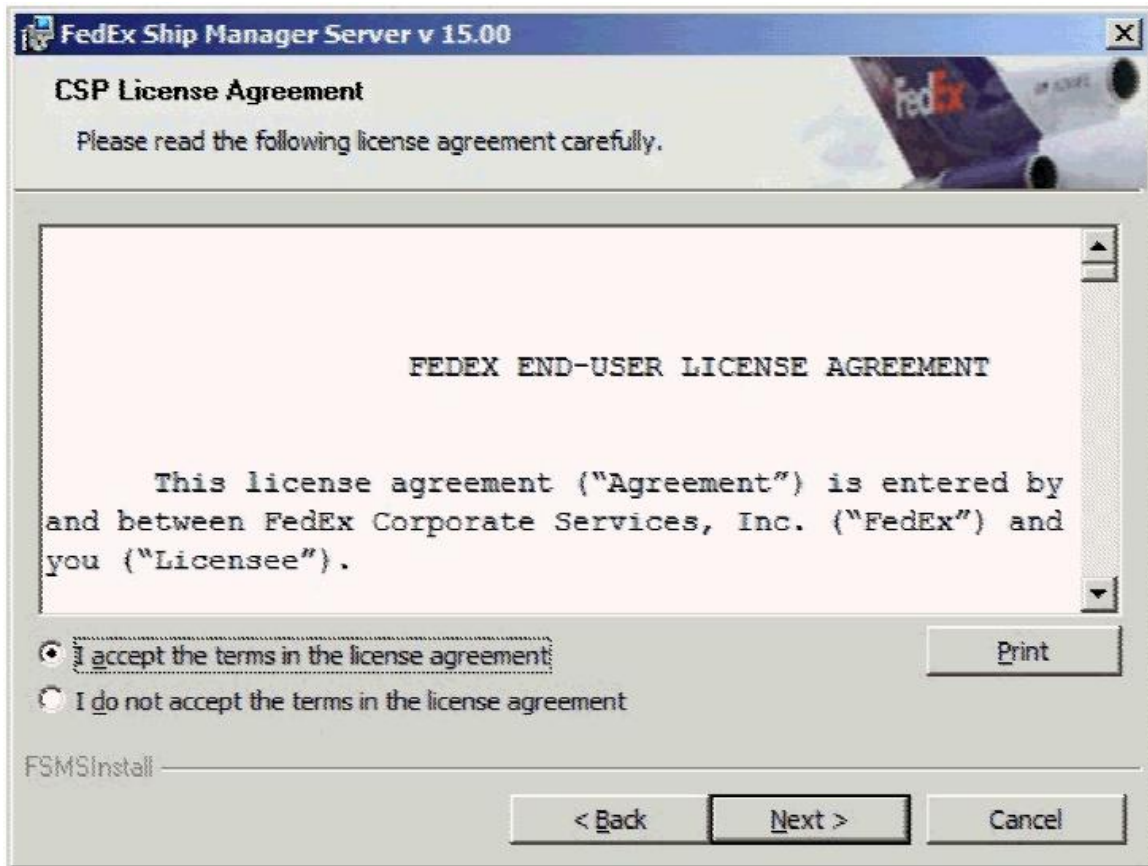 FedEx Ship Manager Server v 15.00
CSP License Agreement
Please read the following license agreement carefully.
FedEx
FEDEX END-USER LICENSE AGREEMENT
This license agreement (“Agreement”) is entered by
and between FedEx Corporate Services, Inc. (“FedEx”) and
you (“Licensee”).
I accept the terms in the license agreement
Print
I do not accept the terms in the license agreement
FSMSInstall
< Back Next > Cancel